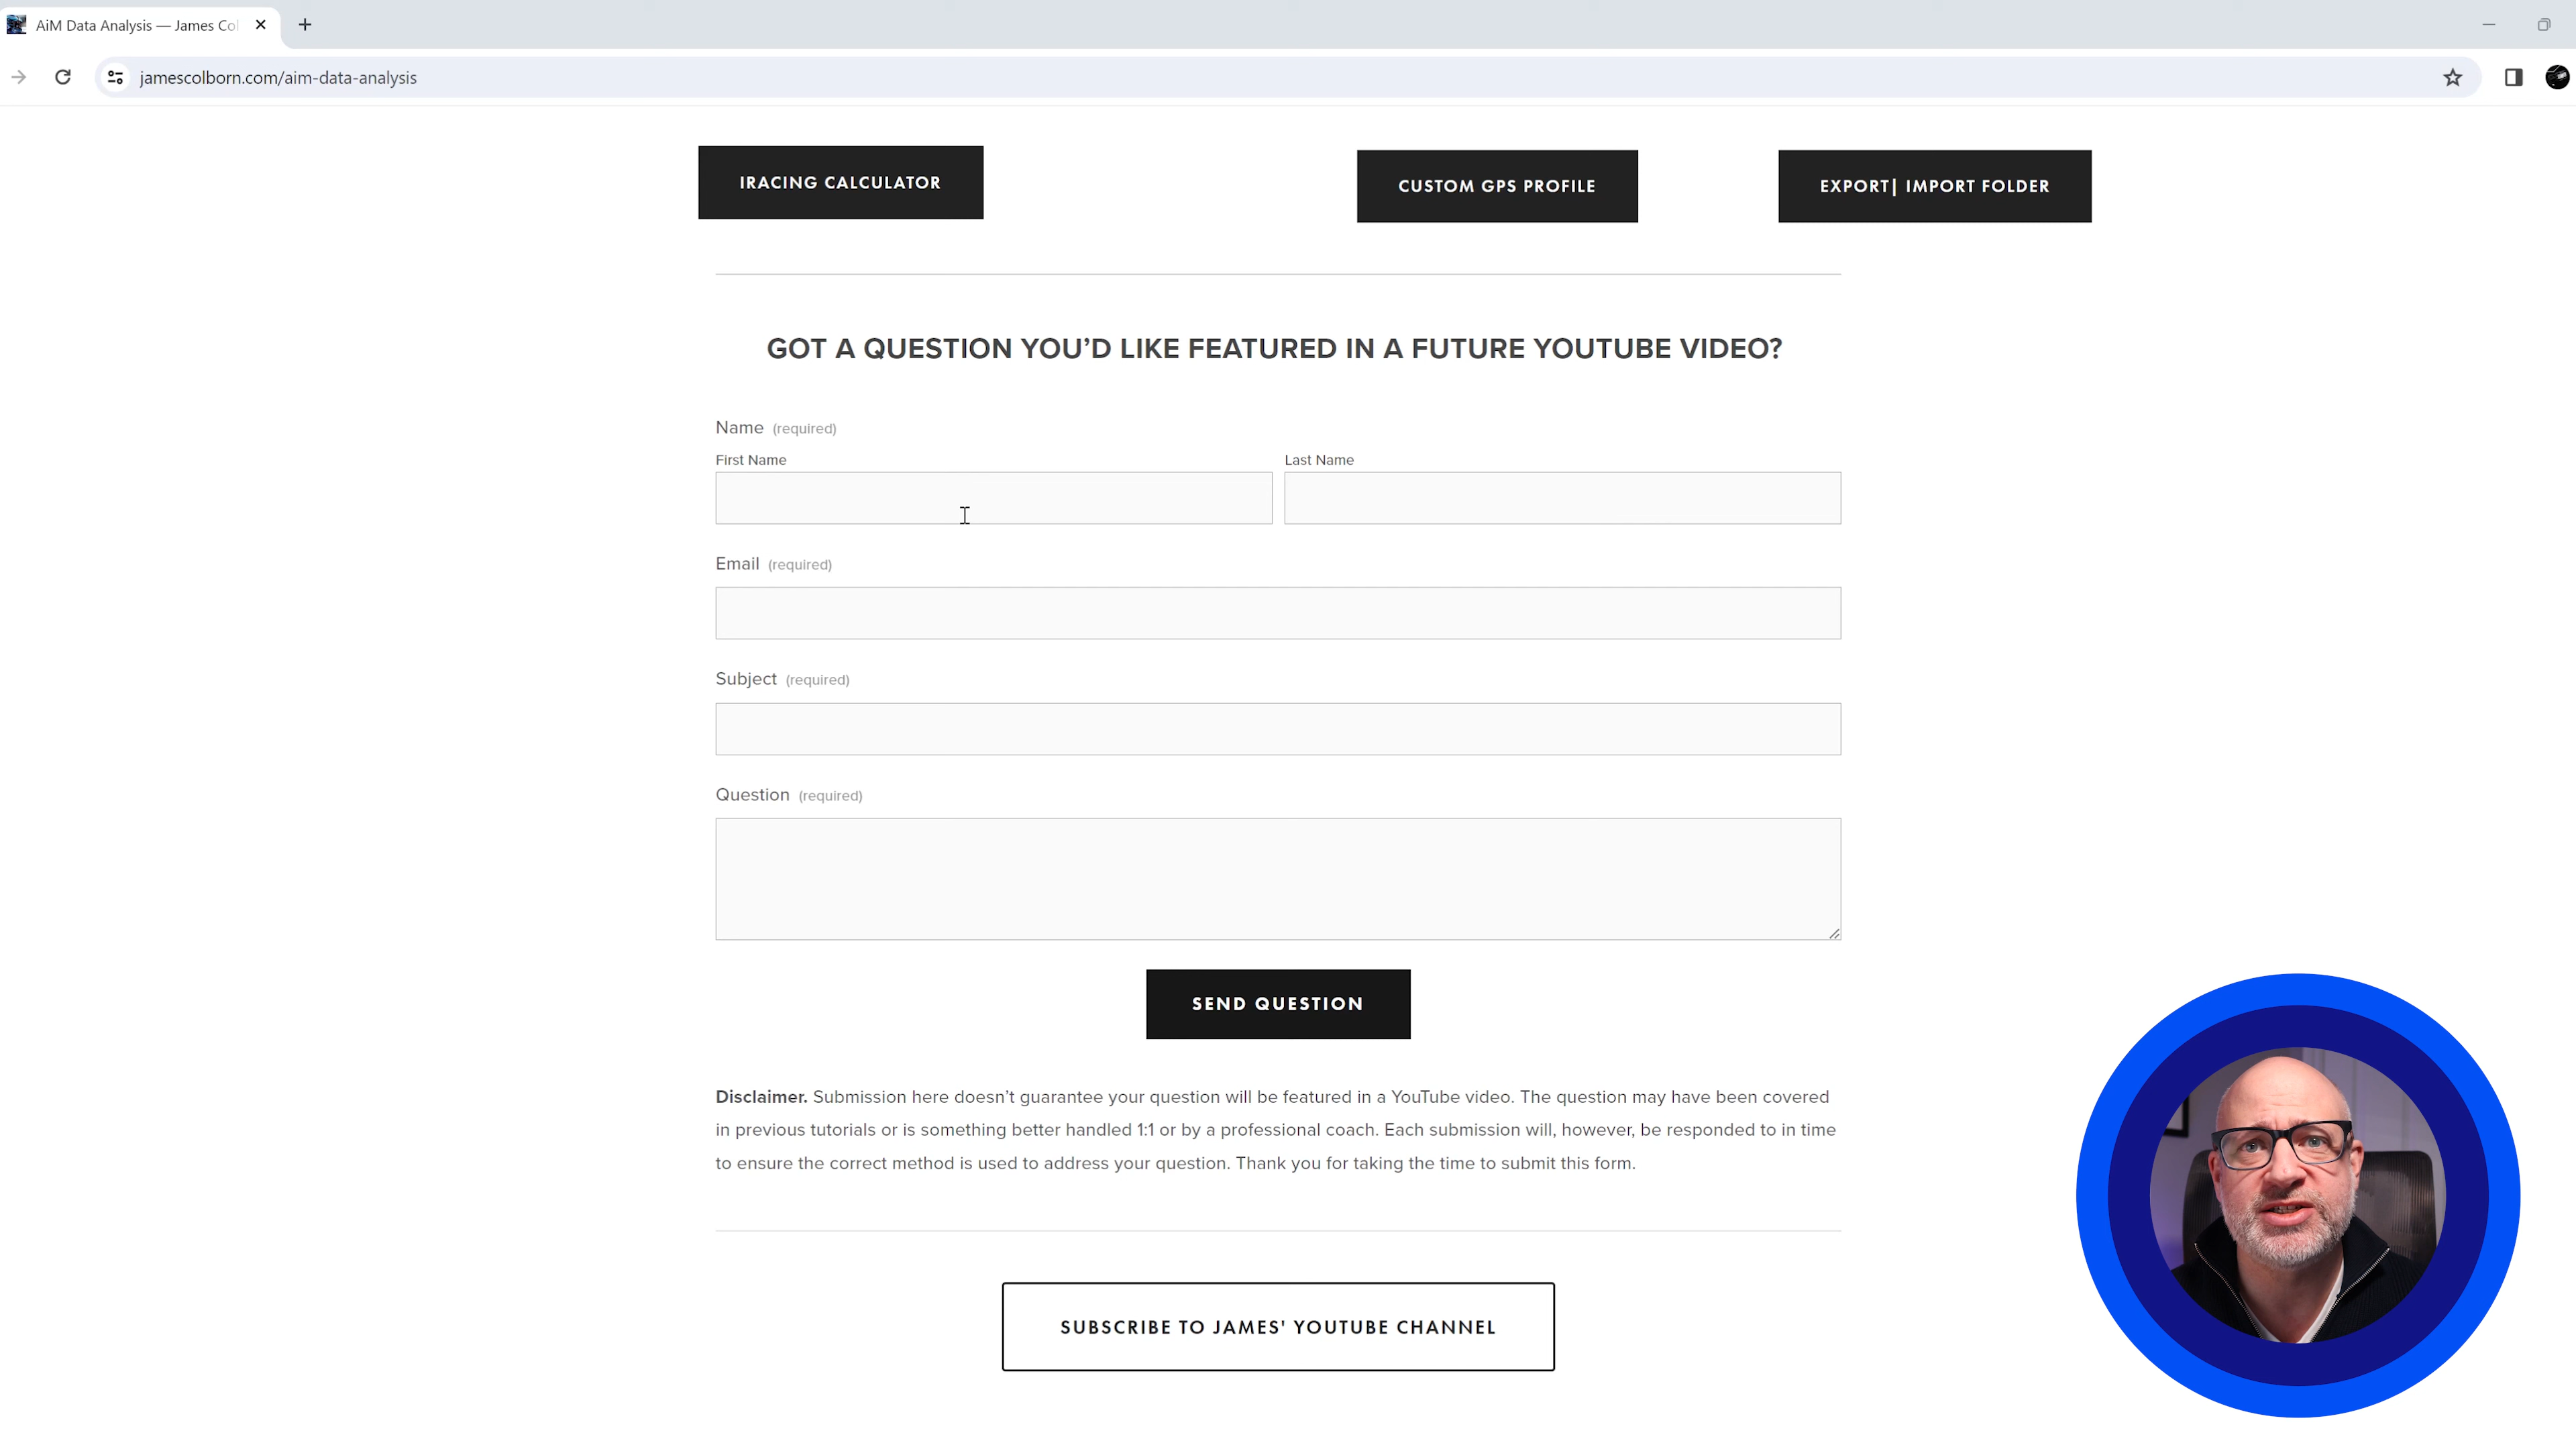 AiM Data Analysis — James Col
jamescolborn.com/aim-data-analysis
IRACING CALCULATOR
CUSTOM GPS PROFILE
EXPORT| IMPORT FOLDER
GOT A QUESTION YOU’D LIKE FEATURED IN A FUTURE YOUTUBE VIDEO?
Name (required)
First Name
Last Name
Email (required)
Subject (required)
Question (required)
SEND QUESTION
Disclaimer. Submission here doesn’t guarantee your question will be featured in a YouTube video. The question may have been covered
in previous tutorials or is something better handled 1:1 or by a professional coach. Each submission will, however, be responded to in time
to ensure the correct method is used to address your question. Thank you for taking the time to submit this form.
SUBSCRIBE TO JAMES' YOUTUBE CHANNEL